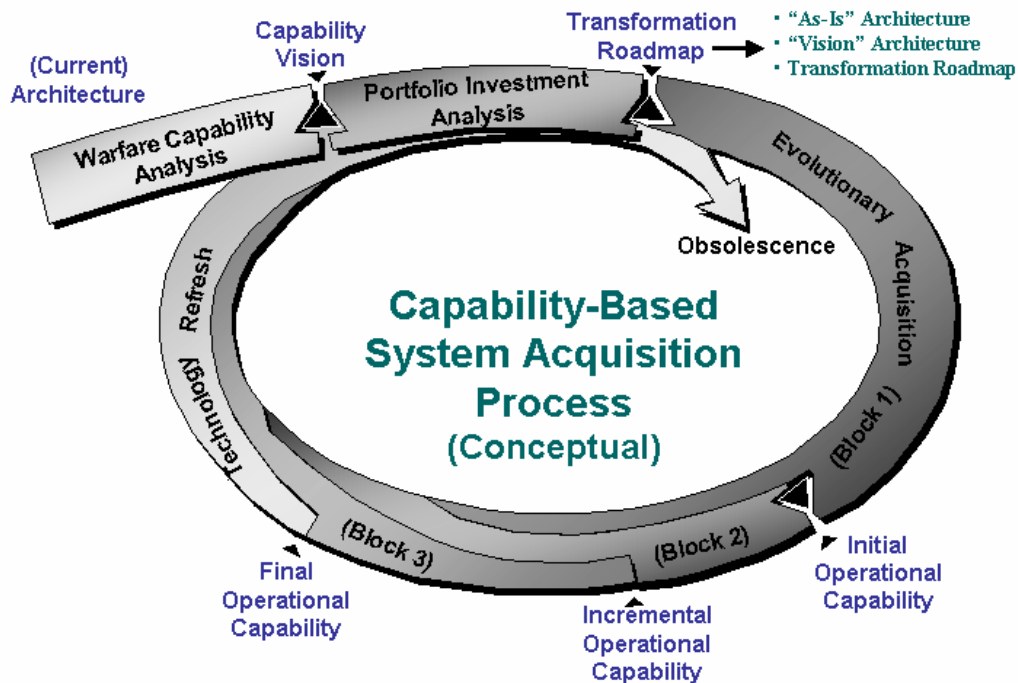 (Current)
Architecture
Capability
Vision
Transformation
Roadmap
• “As-Is” Architecture
• “Vision” Architecture
• Transformation Roadmap
Warfare Capability
Analysis
Portfolio Investment
Analysis
Evolutionary
Acquisition
(Block 1)
Obsolescence
Capability-Based
System Acquisition
Process
(Conceptual)
Initial
Operational
Capability
(Block 2)
Incremental
Operational
Capability
(Block 3)
Final
Operational
Capability
Technology
Refresh